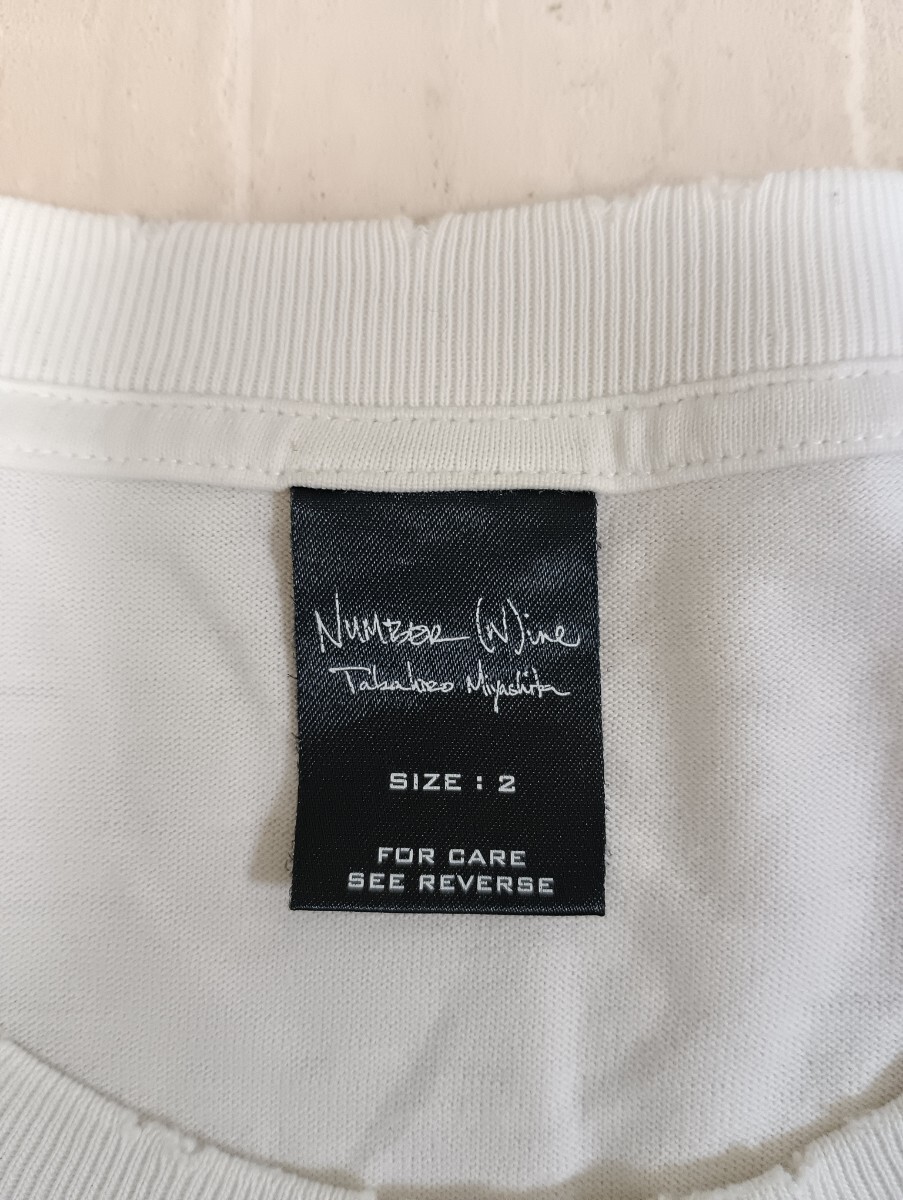 NUMBER (N)ine
Takahiro Miyashita
SIZE : 2
FOR CARE
SEE REVERSE